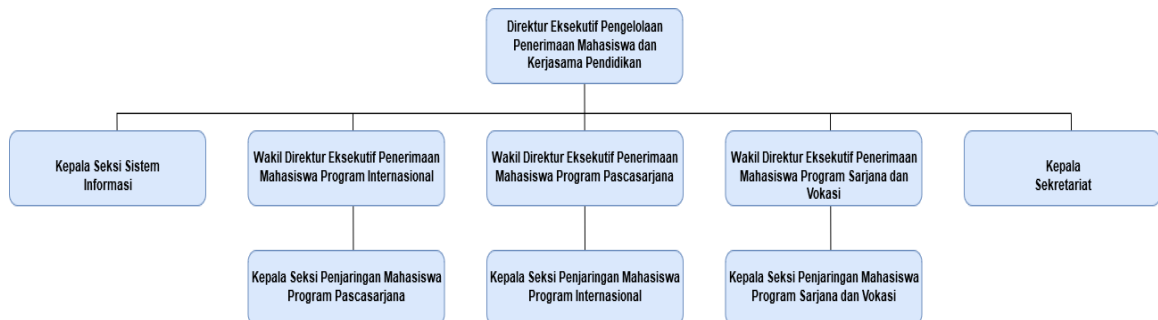 Direktur Eksekutif Pengelolaan
Penerimaan Mahasiswa dan
Kerjasama Pendidikan
Kepala Seksi Sistem
Informasi
Wakil Direktur Eksekutif Penerimaan
Mahasiswa Program Internasional
Wakil Direktur Eksekutif Penerimaan
Mahasiswa Program Pascasarjana
Wakil Direktur Eksekutif Penerimaan
Mahasiswa Program Sarjana dan
Vokasi
Kepala
Sekretariat
Kepala Seksi Penjaringan Mahasiswa
Program Pascasarjana
Kepala Seksi Penjaringan Mahasiswa
Program Internasional
Kepala Seksi Penjaringan Mahasiswa
Program Sarjana dan Vokasi